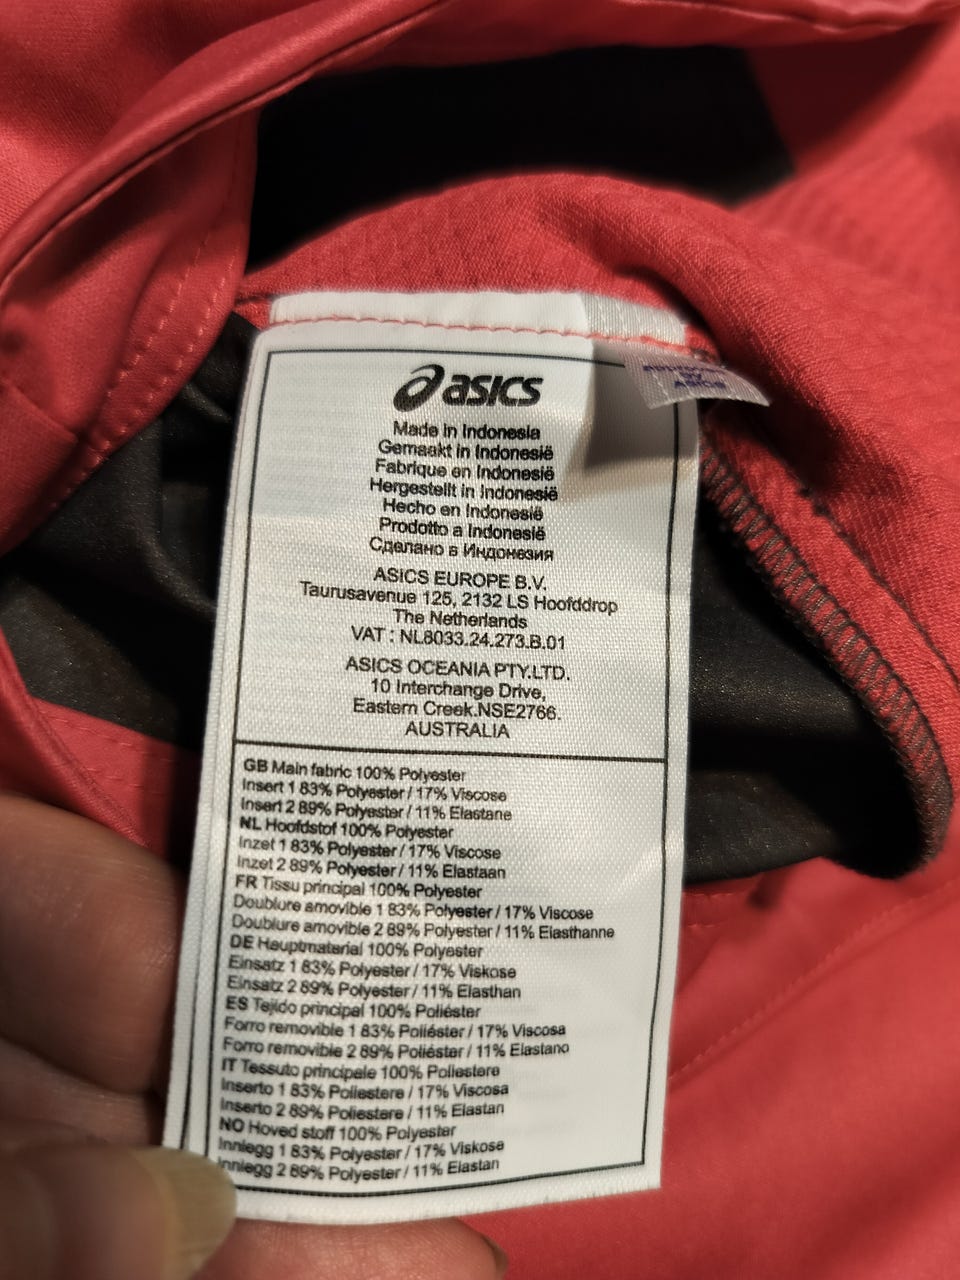 asics
Made in Indonesia
Gemaakt in Indonesië
Fabrique en Indonesië
Hergestellt in Indonesië
Hecho en Indonesië
Prodotto a Indonesië
Сделано в Индонезия
ASICS EUROPE B.V.
Taurusavenue 125, 2132 LS Hoofddrop
The Netherlands
VAT : NL8033.24.273.B.01
ASICS OCEANIA PTY.LTD.
10 Interchange Drive,
Eastern Creek.NSE2766.
AUSTRALIA
GB Main fabric 100% Polyester
Insert 1 83% Polyester / 17% Viscose
Insert 2 89% Polyester / 11% Elastane
NL Hoofdstof 100% Polyester
Inzet 1 83% Polyester / 17% Viscose
Inzet 2 89% Polyester / 11% Elastaan
FR Tissu principal 100% Polyester
Doublure amovible 1 83% Polyester / 17% Viscose
Doublure amovible 2 89% Polyester / 11% Elasthanne
DE Hauptmaterial 100% Polyester
Einsatz 1 83% Polyester / 17% Viskose
Einsatz 2 89% Polyester / 11% Elasthan
ES Tejido principal 100% Poliéster
Forro removible 1 83% Poliéster / 17% Viscosa
Forro removible 2 89% Poliéster / 11% Elastano
IT Tessuto principale 100% Poliestere
Inserto 1 83% Poliestere / 17% Viscosa
Inserto 2 89% Poliestere / 11% Elastan
NO Hoved stoff 100% Polyester
Innlegg 1 83% Polyester / 17% Viskose
Innlegg 2 89% Polyester / 11% Elastan